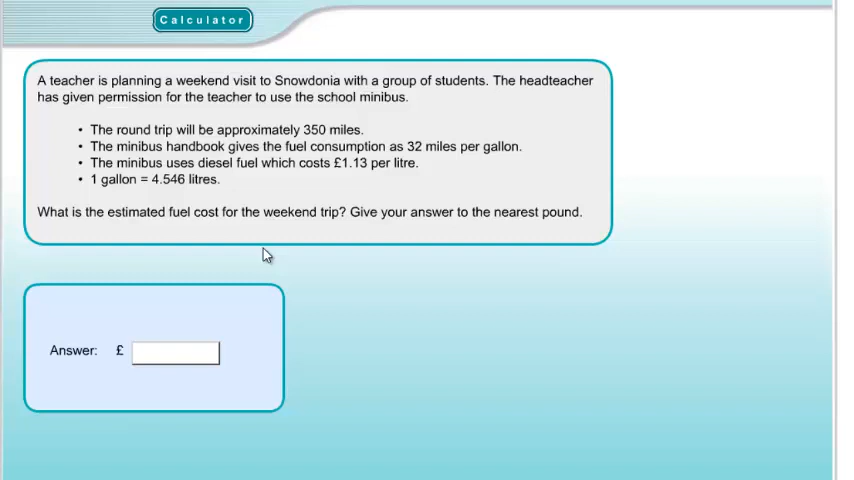 Calculator
A teacher is planning a weekend visit to Snowdonia with a group of students. The headteacher
has given permission for the teacher to use the school minibus.
• The round trip will be approximately 350 miles.
• The minibus handbook gives the fuel consumption as 32 miles per gallon.
• The minibus uses diesel fuel which costs £1.13 per litre.
• 1 gallon = 4.546 litres.
What is the estimated fuel cost for the weekend trip? Give your answer to the nearest pound.
Answer: £